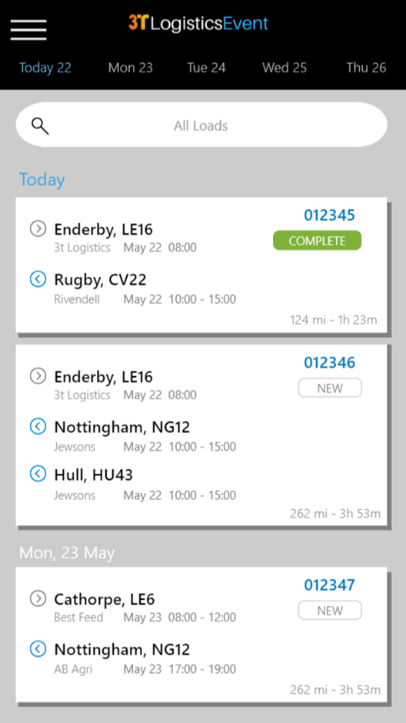 3T LogisticsEvent
Today 22 Mon 23 Tue 24 Wed 25 Thu 26
All Loads
Today
012345
Enderby, LE16
COMPLETE
3t Logistics May 22 08:00
Rugby, CV22
Rivendell May 22 10:00 - 15:00
124 mi - 1h 23m
012346
Enderby, LE16
NEW
3t Logistics May 22 08:00
Nottingham, NG12
Jewsons May 22 10:00 - 15:00
Hull, HU43
Jewsons May 22 10:00 - 15:00
262 mi - 3h 53m
Mon, 23 May
012347
Cathorpe, LE6
NEW
Best Feed May 23 08:00 - 12:00
Nottingham, NG12
AB Agri May 23 17:00 - 19:00
262 mi - 3h 53m